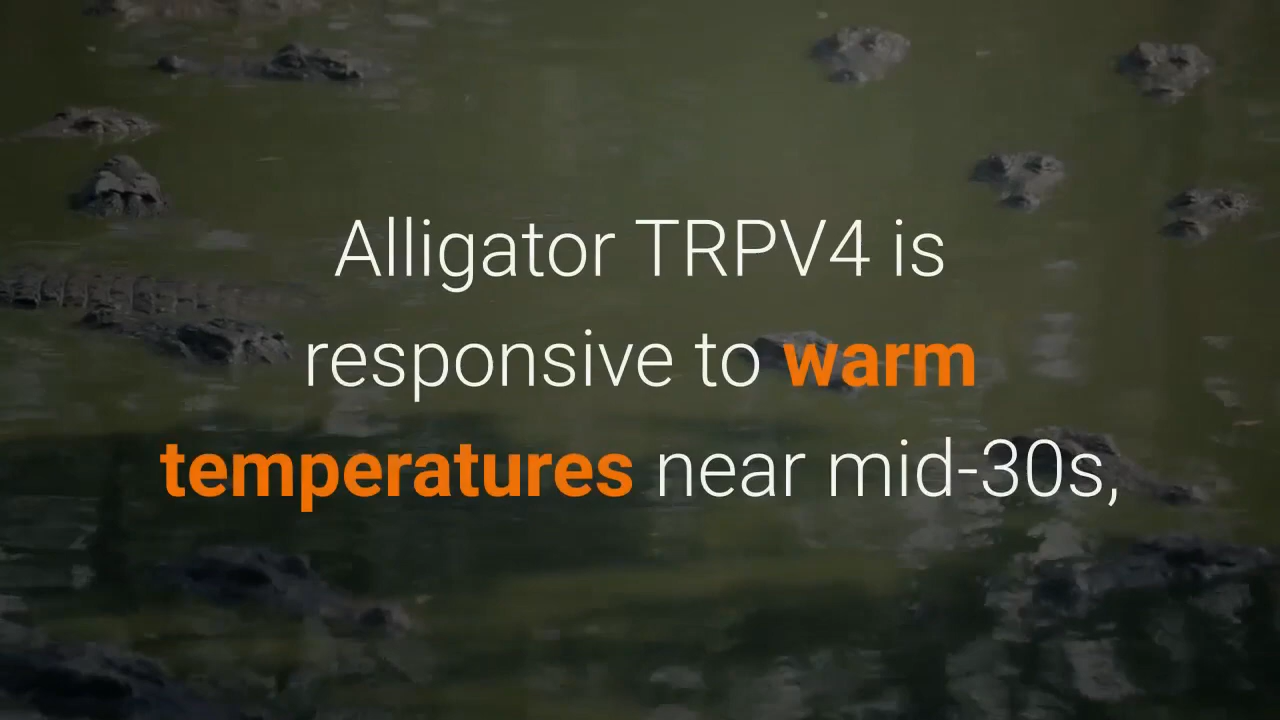 Alligator TRPV4 is
responsive to warm
temperatures near mid-30s,